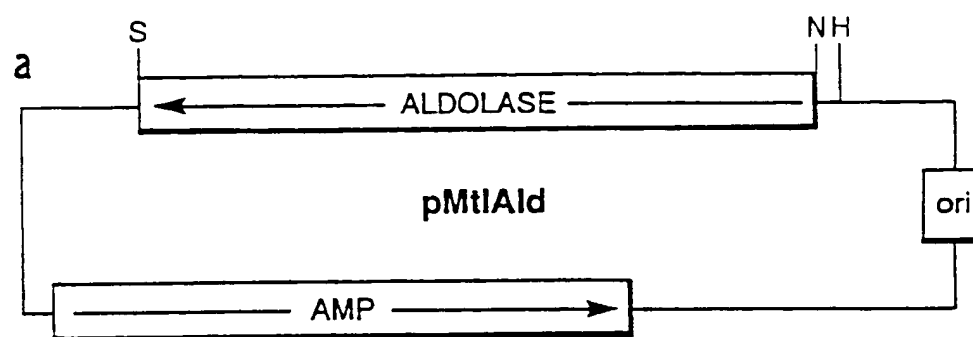 S
N H
a
ALDOLASE
pMtlAld
ori
AMP